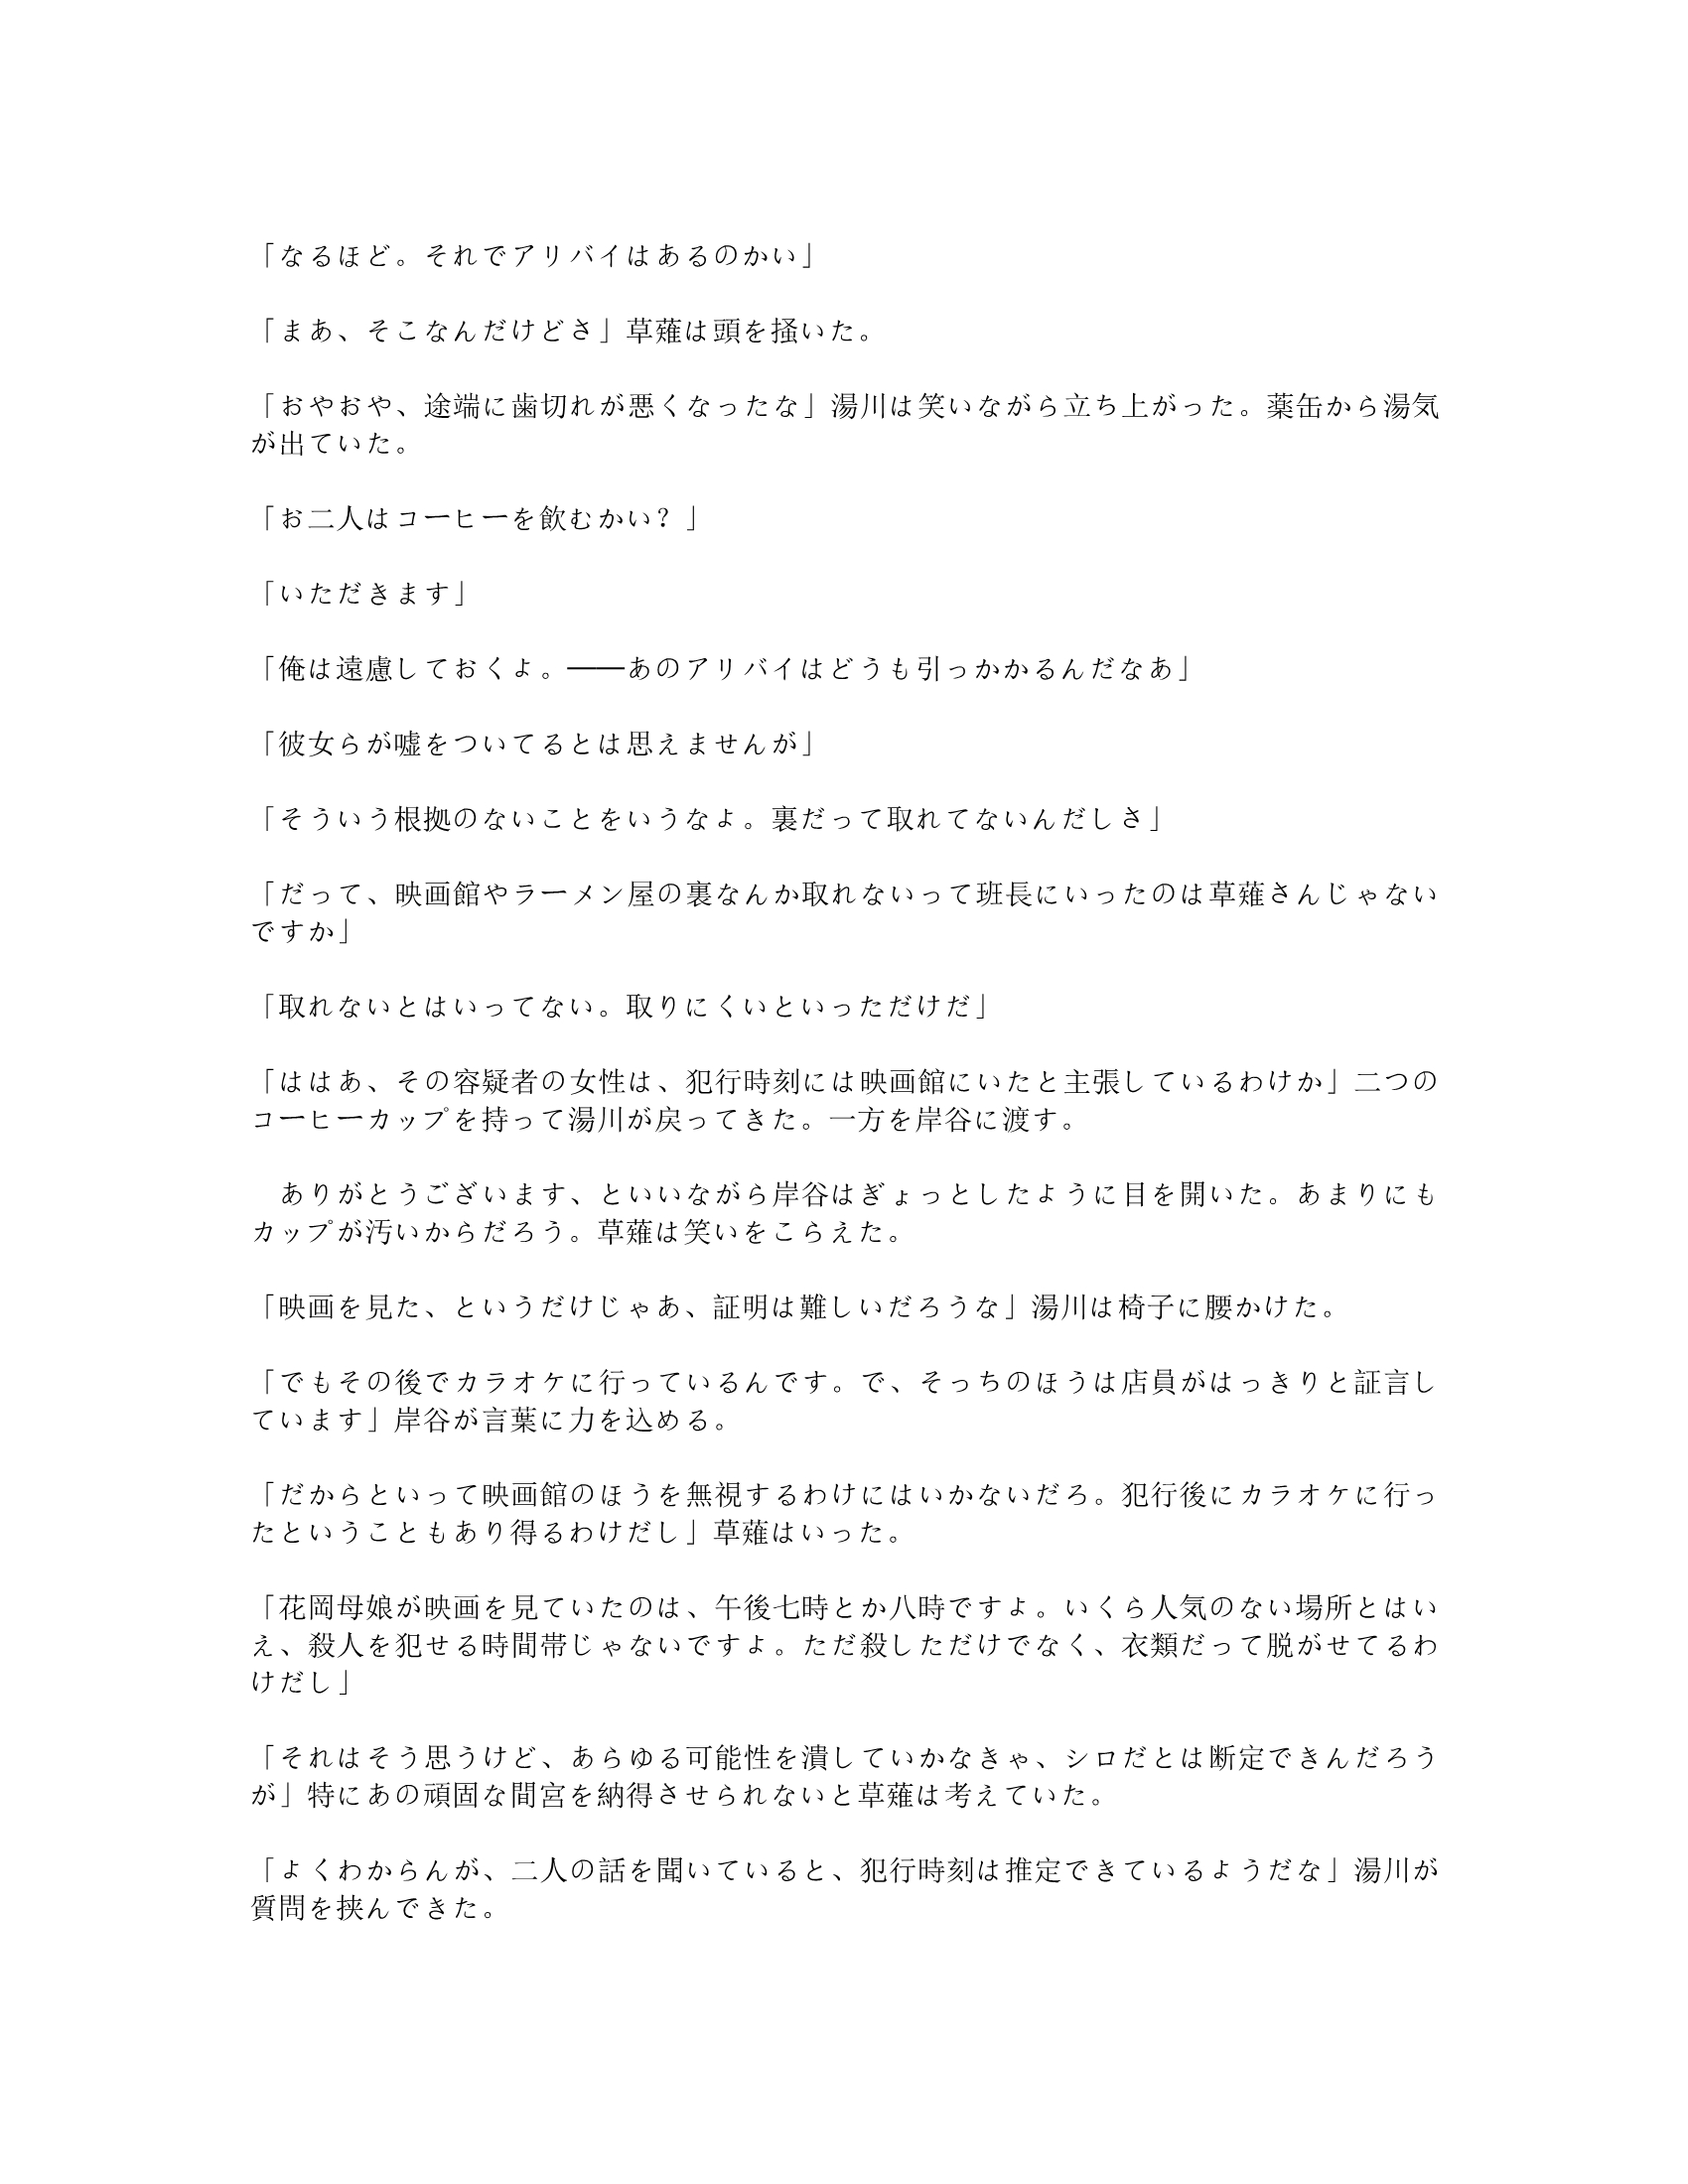 「なるほど。それでアリバイはあるのかい」
「まあ、そこなんだけどさ」草薙は頭を掻いた。
「おやおや、途端に歯切れが悪くなったな」湯川は笑いながら立ち上がった。薬缶から湯気
が出ていた。
「お二人はコーヒーを飲むかい？」
「いただきます」
「俺は遠慮しておくよ。――あのアリバイはどうも引っかかるんだなあ」
「彼女らが嘘をついてるとは思えませんが」
「そういう根拠のないことをいうなよ。裏だって取れてないんだしさ」
「だって、映画館やラーメン屋の裏なんか取れないって班長にいったのは草薙さんじゃない
ですか」
「取れないとはいってない。取りにくいといっただけだ」
「ははあ、その容疑者の女性は、犯行時刻には映画館にいたと主張しているわけか」二つの
コーヒーカップを持って湯川が戻ってきた。一方を岸谷に渡す。
　ありがとうございます、といいながら岸谷はぎょっとしたように目を開いた。あまりにも
カップが汚いからだろう。草薙は笑いをこらえた。
「映画を見た、というだけじゃあ、証明は難しいだろうな」湯川は椅子に腰かけた。
「でもその後でカラオケに行っているんです。で、そっちのほうは店員がはっきりと証言し
ています」岸谷が言葉に力を込める。
「だからといって映画館のほうを無視するわけにはいかないだろ。犯行後にカラオケに行っ
たということもあり得るわけだし」草薙はいった。
「花岡母娘が映画を見ていたのは、午後七時とか八時ですよ。いくら人気のない場所とはい
え、殺人を犯せる時間帯じゃないですよ。ただ殺しただけでなく、衣類だって脱がせてるわ
けだし」
「それはそう思うけど、あらゆる可能性を潰していかなきゃ、シロだとは断定できんだろう
が」特にあの頑固な間宮を納得させられないと草薙は考えていた。
「よくわからんが、二人の話を聞いていると、犯行時刻は推定できているようだな」湯川が
質問を挟んできた。